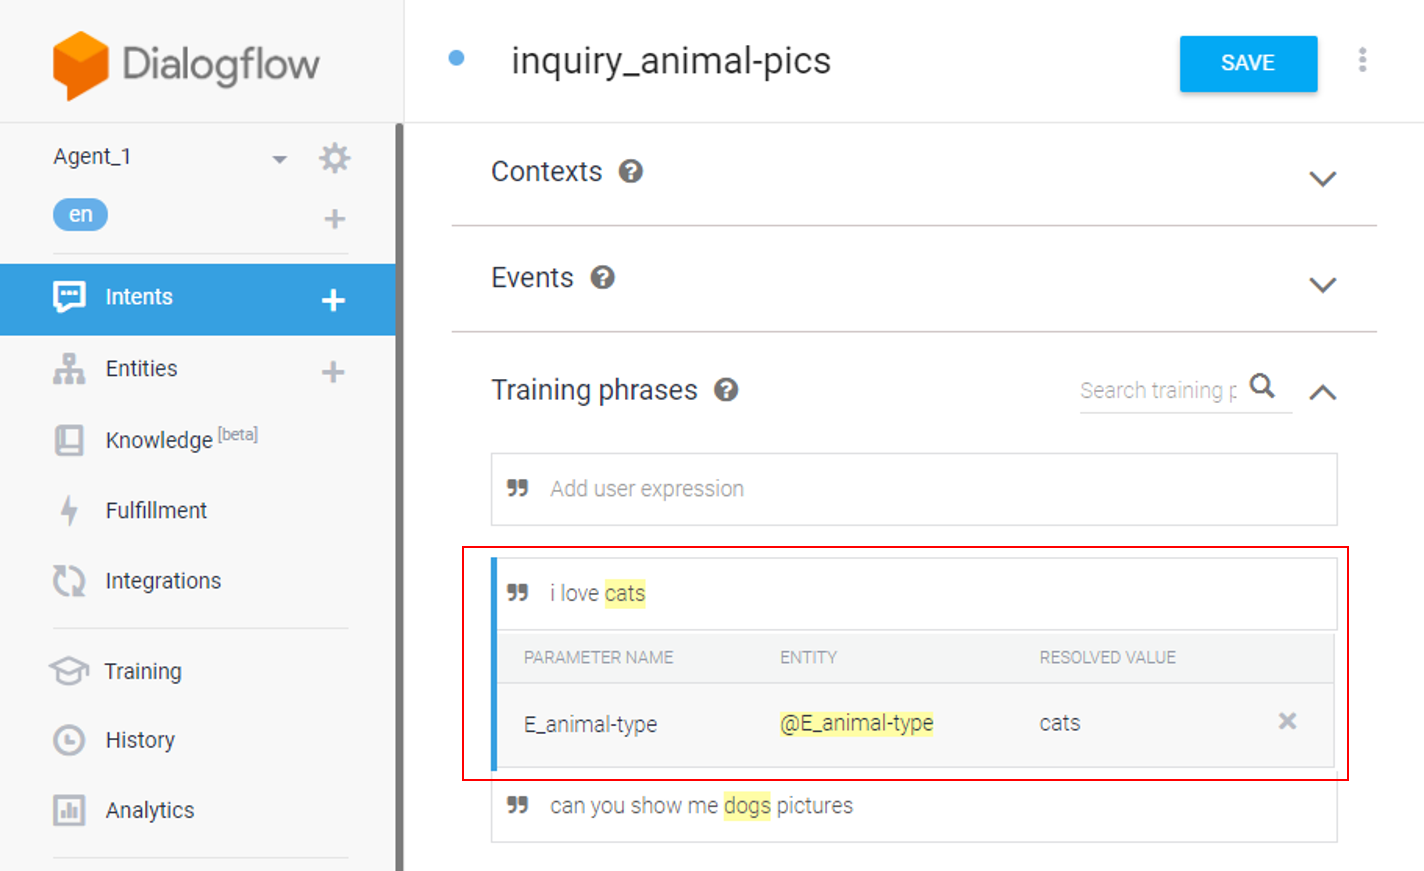 Dialogflow
Agent_1
en
Intents
Entities
Knowledge [beta]
Fulfillment
Integrations
Training
History
Analytics
inquiry_animal-pics
SAVE
Contexts
Events
Training phrases
Search training p
Add user expression
i love cats
PARAMETER NAME ENTITY RESOLVED VALUE
E_animal-type @E_animal-type cats
can you show me dogs pictures